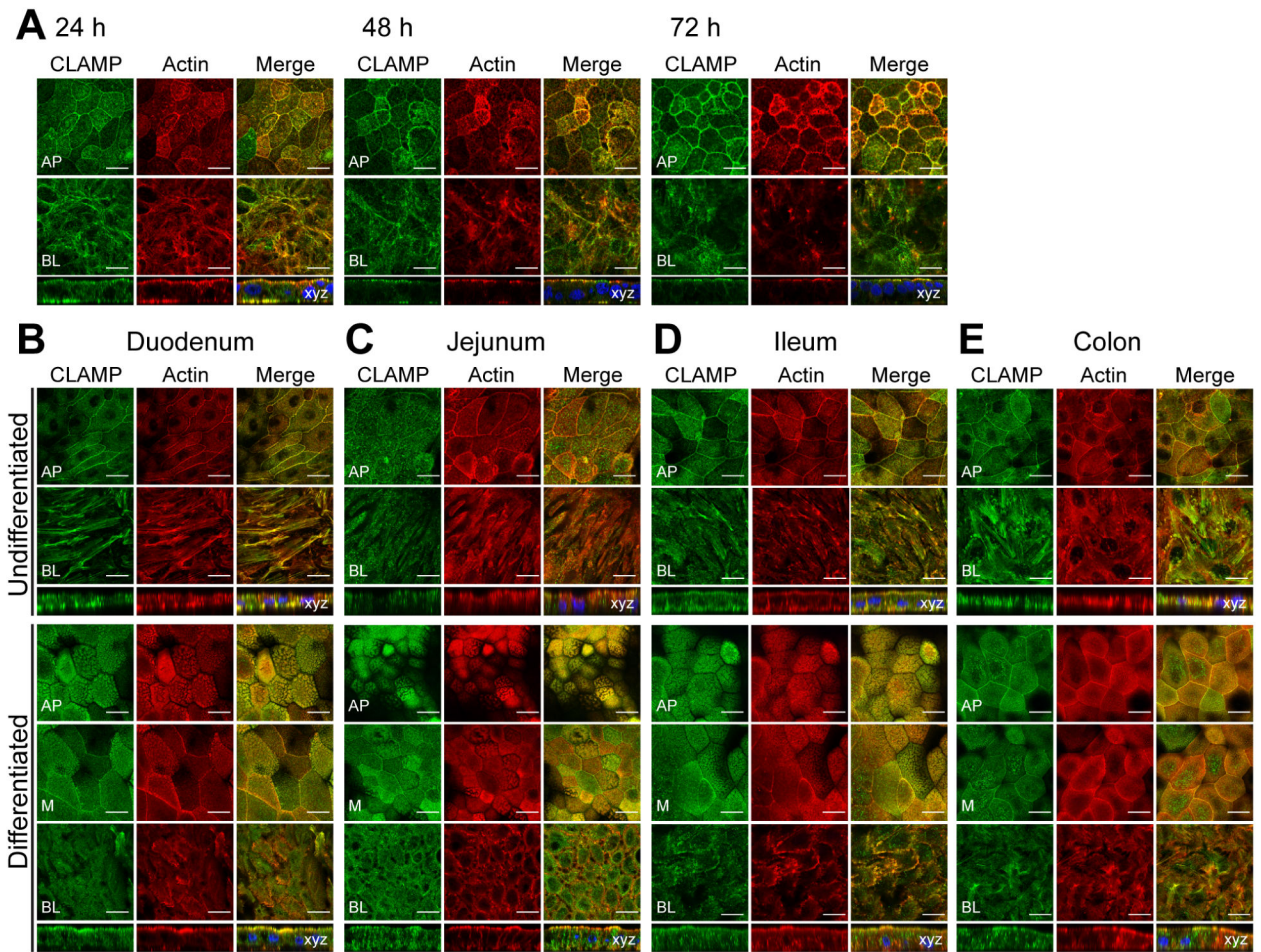 A 24 h 48 h 72 h
CLAMP Actin Merge CLAMP Actin Merge CLAMP Actin Merge
AP AP AP
BL BL BL
xyz xyz xyz
B Duodenum C Jejunum D Ileum E Colon
CLAMP Actin Merge CLAMP Actin Merge CLAMP Actin Merge CLAMP Actin Merge
Undifferentiated
AP AP AP AP
BL BL BL BL
xyz xyz xyz xyz
Differentiated
AP AP AP AP
M M M M
BL BL BL BL
xyz xyz xyz xyz